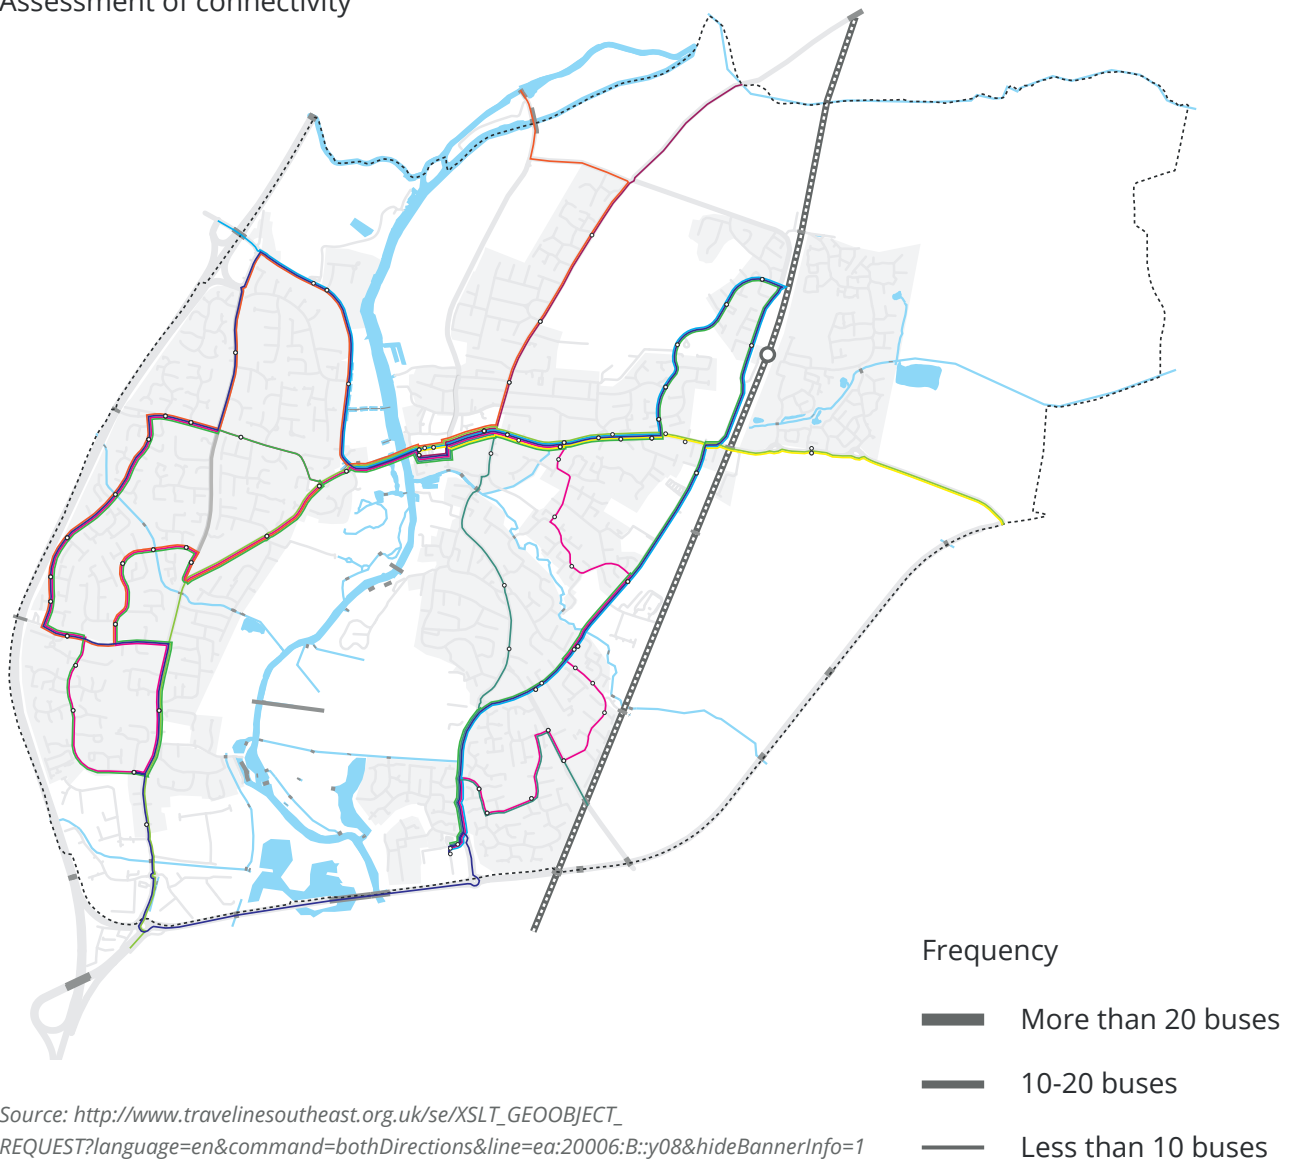 Assessment of connectivity
Frequency
More than 20 buses
10-20 buses
Less than 10 buses
Source: http://www.travelinesoutheast.org.uk/se/XSLT_GEOOBJECT_
REQUEST?language=en&command=bothDirections&line=ea:20006:B::y08&hideBannerInfo=1